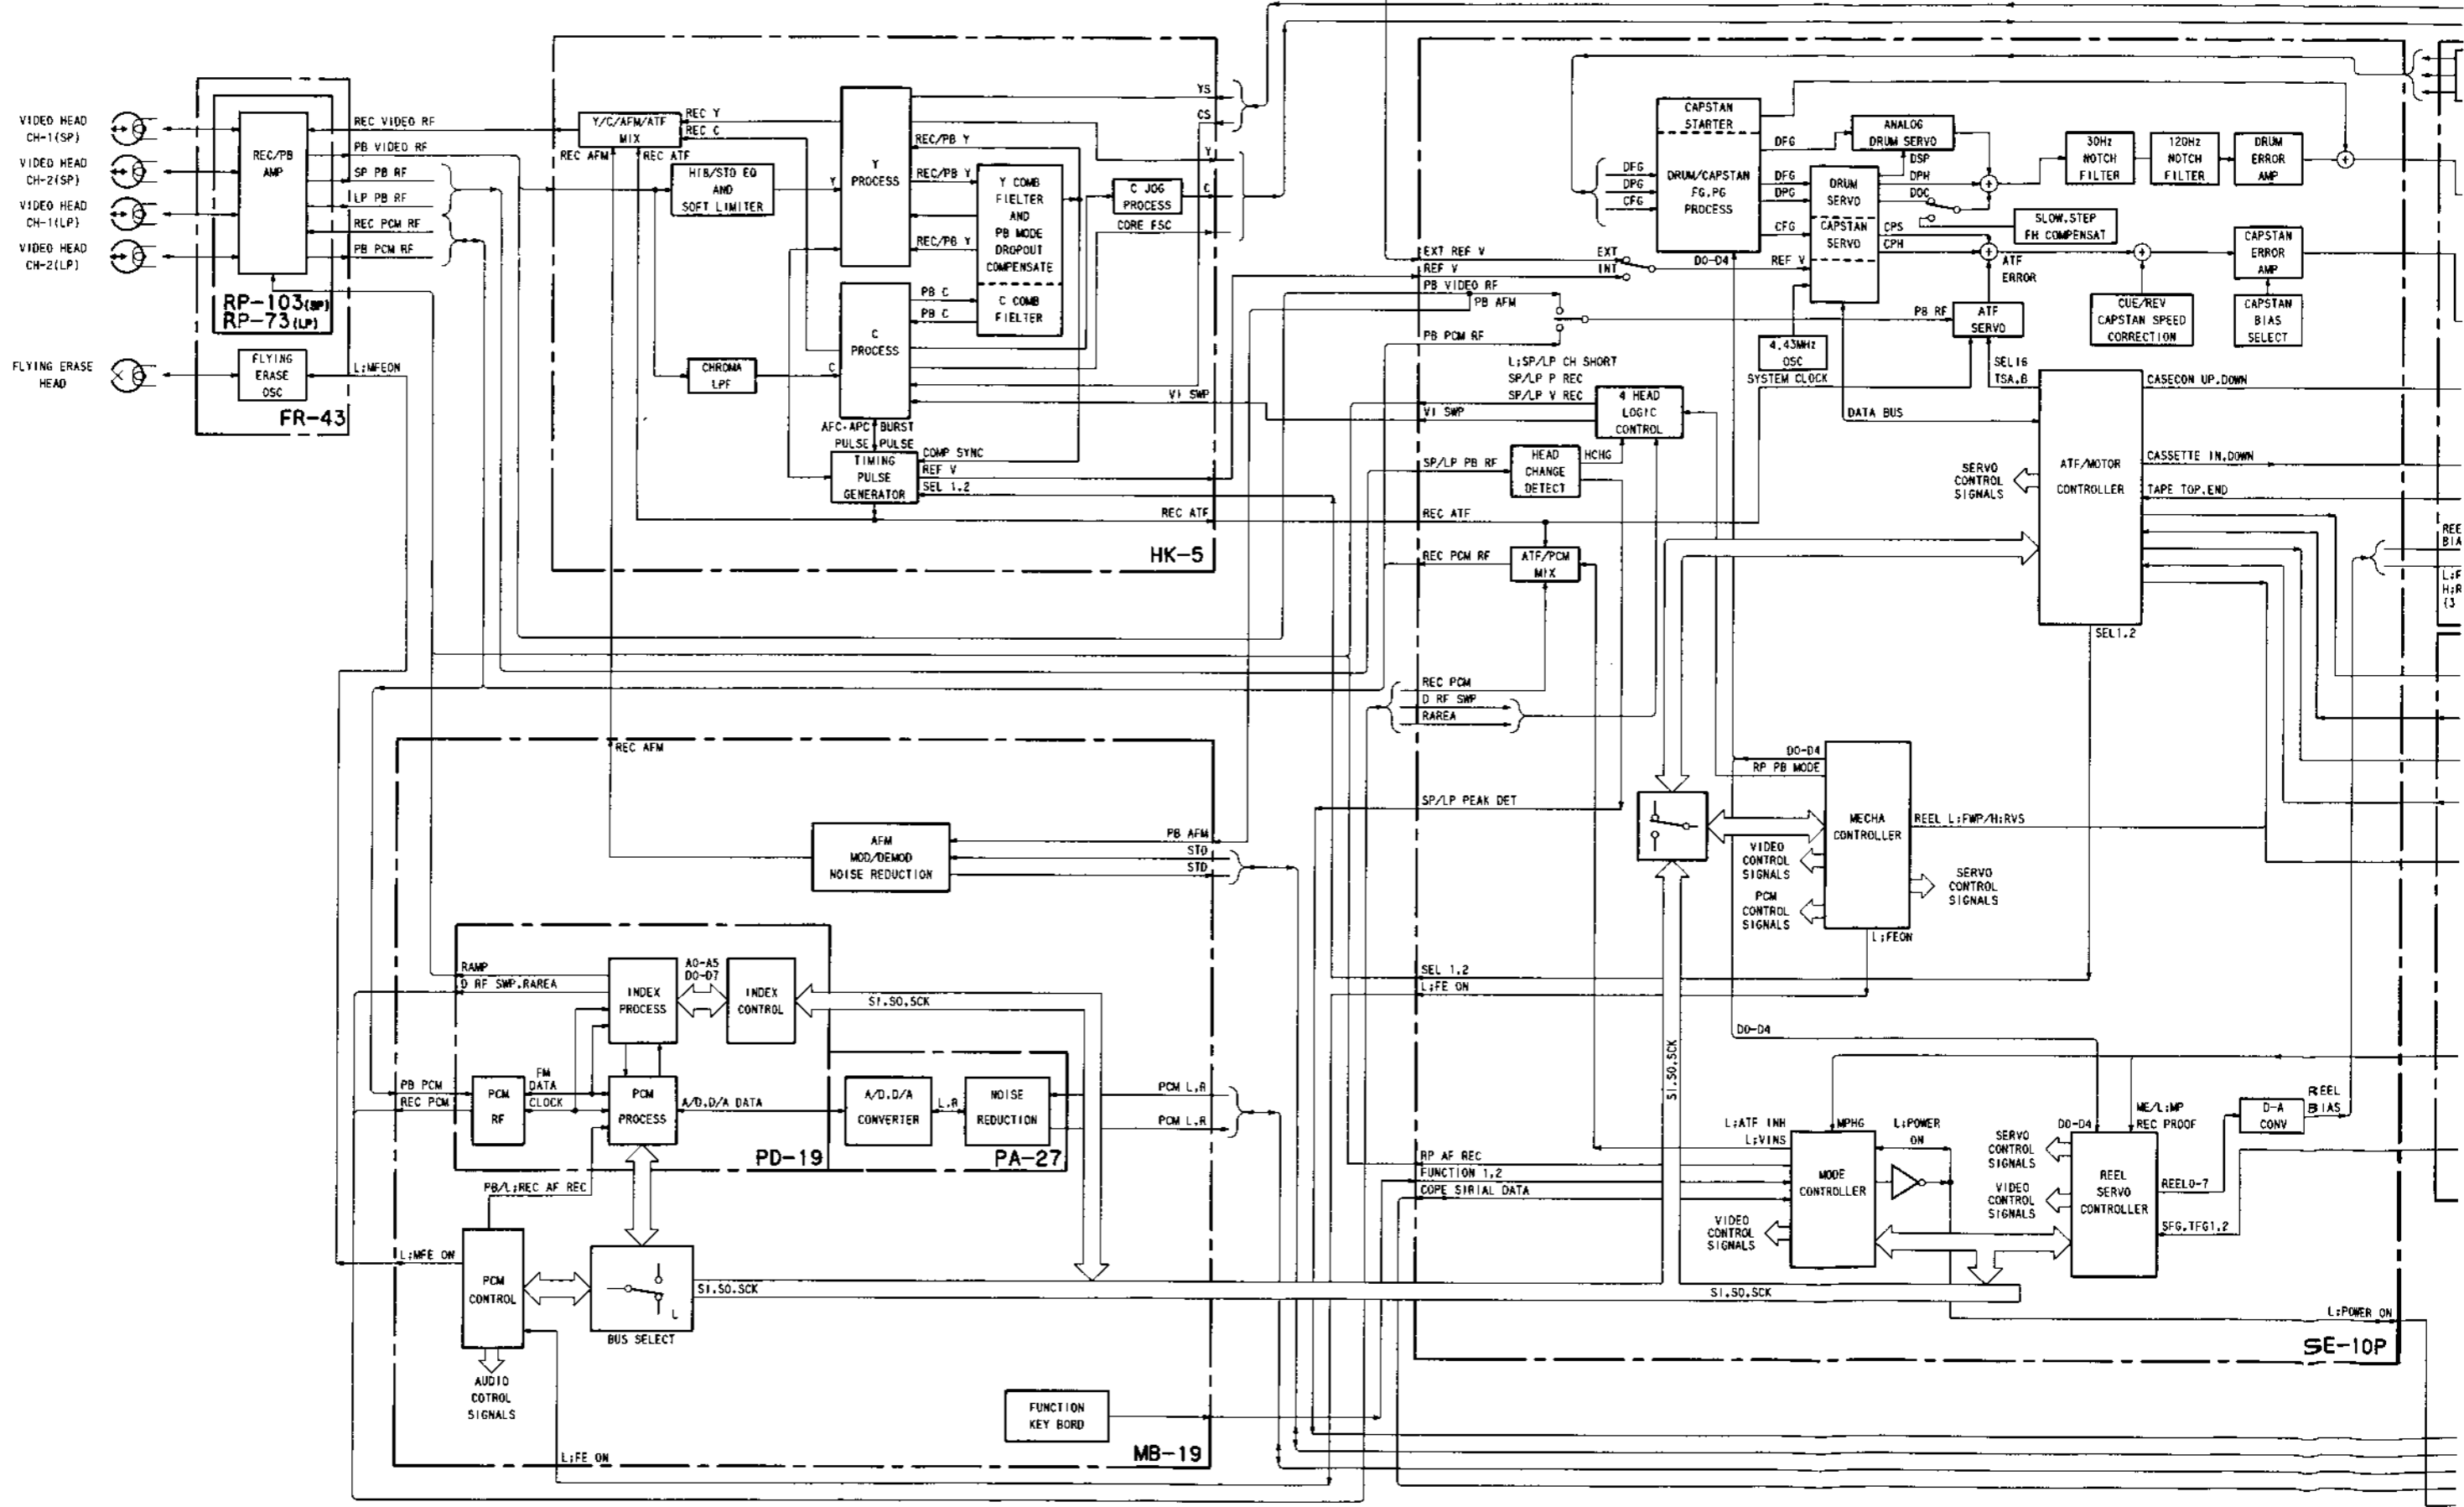 VIDEO HEAD
CH-1(SP)
VIDEO HEAD
CH-2(SP)
VIDEO HEAD
CH-1(LP)
VIDEO HEAD
CH-2(LP)
FLYING ERASE
HEAD
REC/PB
AMP
RP-103(SP)
RP-73(LP)
FLYING
ERASE
OSC
FR-43
REC VIDEO RF
PB VIDEO RF
SP PB RF
LP PB RF
REC PCM RF
PB PCM RF
L;MFEON
Y/C/AFM/ATF
MIX
REC Y
REC C
REC AFM
REC ATF
HIB/STO EQ
AND
SOFT LIMITER
Y
Y
PROCESS
YS
CS
REC/PB Y
REC/PB Y
REC/PB Y
Y COMB
FIELTER
AND
PB MODE
DROPOUT
COMPENSATE
C COMB
FIELTER
C JOG
PROCESS
Y
C
CORE FSC
PB C
PB C
C
PROCESS
CHROMA
LPF
C
VI SWP
AFC-APC BURST
PULSE PULSE
TIMING
PULSE
GENERATOR
COMP SYNC
REF V
SEL 1,2
REC ATF
HK-5
DFG
DPG
CFG
CAPSTAN
STARTER
DRUM/CAPSTAN
FG,PG
PROCESS
DFG
DFG
DPG
CFG
ANALOG
DRUM SERVO
DSP
DPH
DOC
DRUM
SERVO
CAPSTAN
SERVO
CPS
CPH
ATF
ERROR
SLOW,STEP
FH COMPENSAT
30Hz
NOTCH
FILTER
120Hz
NOTCH
FILTER
DRUM
ERROR
AMP
CAPSTAN
ERROR
AMP
CUE/REV
CAPSTAN SPEED
CORRECTION
CAPSTAN
BIAS
SELECT
EXT REF V
REF V
EXT
INT
D0-D4
REF V
PB VIDEO RF
PB AFM
PB PCM RF
PB RF
ATF
SERVO
4.43MHz
OSC
SYSTEM CLOCK
SEL16
TSA,B
DATA BUS
L;SP/LP CH SHORT
SP/LP P REC
SP/LP V REC
VI SWP
4 HEAD
LOGIC
CONTROL
SP/LP PB RF
HEAD
CHANGE
DETECT
HCHG
REC ATF
REC PCM RF
ATF/PCM
MIX
SERVO
CONTROL
SIGNALS
ATF/MOTOR
CONTROLLER
CASECON UP,DOWN
CASSETTE IN,DOWN
TAPE TOP,END
SEL1,2
REE
BIA
L;F
H;R
(3
REC PCM
D RF SWP
RAREA
D0-D4
RP PB MODE
MECHA
CONTROLLER
REEL L;FWP/H;RVS
VIDEO
CONTROL
SIGNALS
PCM
CONTROL
SIGNALS
SERVO
CONTROL
SIGNALS
L;FEON
SP/LP PEAK DET
SEL 1,2
L;FE ON
D0-D4
SI,SO,SCK
REC AFM
AFM
MOD/DEMOD
NOISE REDUCTION
PB AFM
STD
STD
RAMP
D RF SWP,RAREA
INDEX
PROCESS
A0-A5
D0-D7
INDEX
CONTROL
SI,SO,SCK
PB PCM
REC PCM
PCM
RF
FM
DATA
CLOCK
PCM
PROCESS
A/D,D/A DATA
A/D,D/A
CONVERTER
L,R
NOISE
REDUCTION
PCM L,R
PCM L,R
PD-19
PA-27
PB/L;REC AF REC
L;MFE ON
PCM
CONTROL
BUS SELECT
L
SI,SO,SCK
AUDIO
COTROL
SIGNALS
L;FE ON
FUNCTION
KEY BORD
MB-19
L;ATF INH
L;VINS
RP AF REC
FUNCTION 1,2
COPE SIRIAL DATA
MPHG
MODE
CONTROLLER
L;POWER
ON
VIDEO
CONTROL
SIGNALS
SERVO
CONTROL
SIGNALS
VIDEO
CONTROL
SIGNALS
D0-D4
ME/L;MP
REC PROOF
REEL
SERVO
CONTROLLER
REEL0-7
SFG,TFG1,2
D-A
CONV
REEL
BIAS
SI,SO,SCK
L;POWER ON
SE-10P